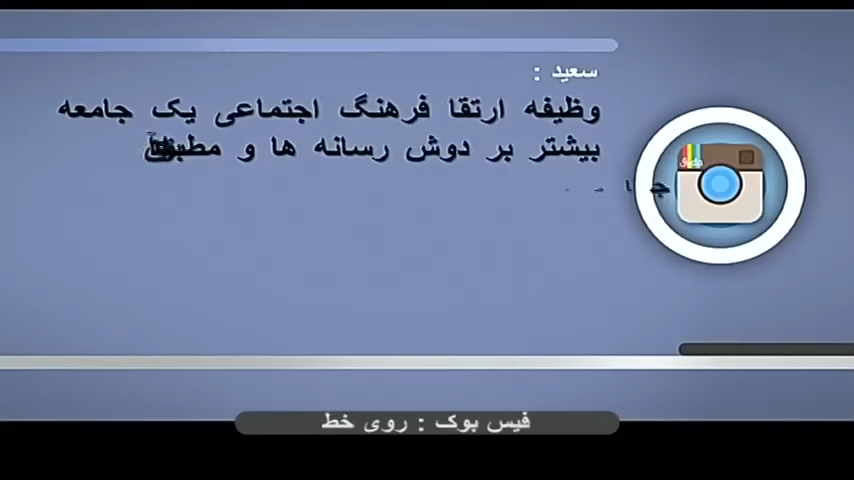 سعید :
وظیفه ارتقا فرهنگ اجتماعی یک جامعه
بیشتر بر دوش رسانه ها و
فیس بوک : روی خط